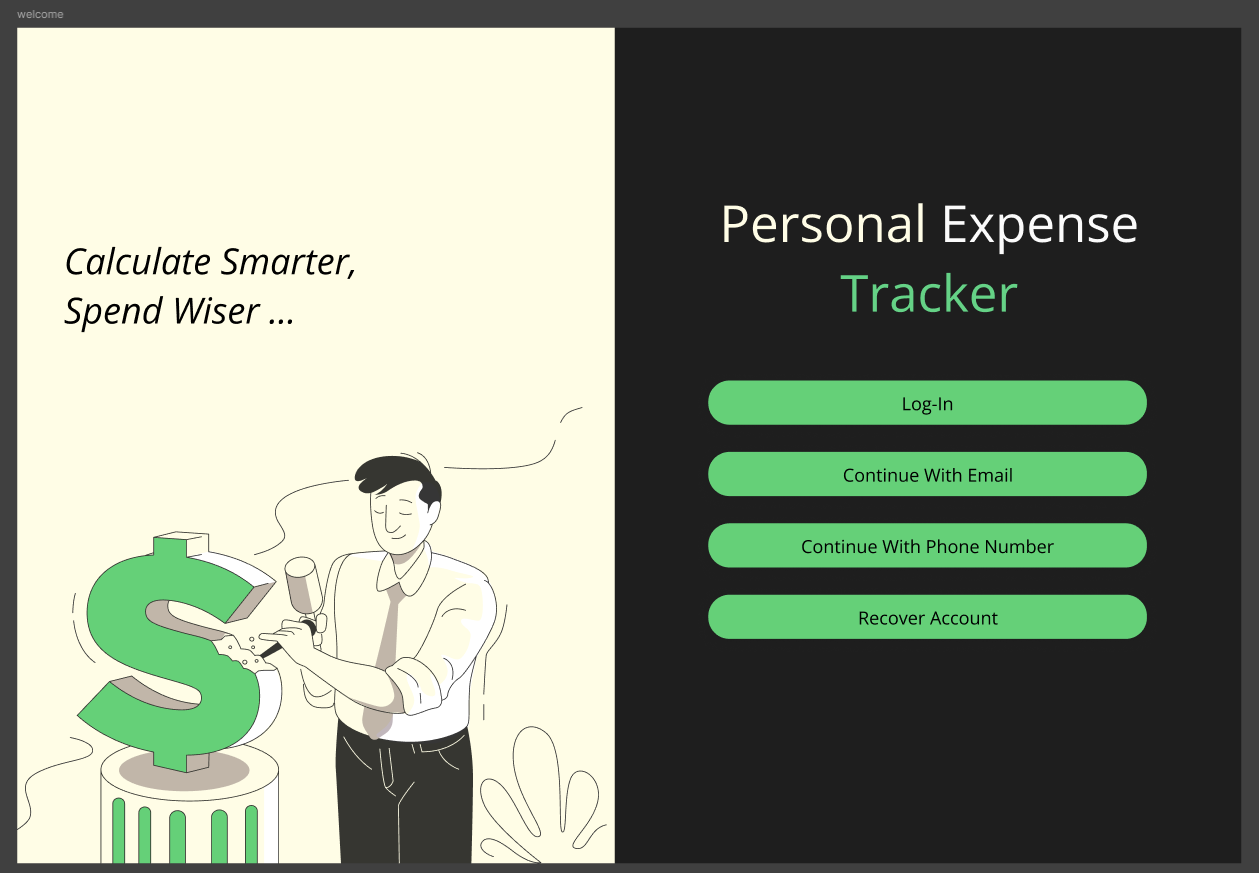 welcome
Calculate Smarter,
Spend Wiser ...
Personal Expense
Tracker
Log-In
Continue With Email
Continue With Phone Number
Recover Account